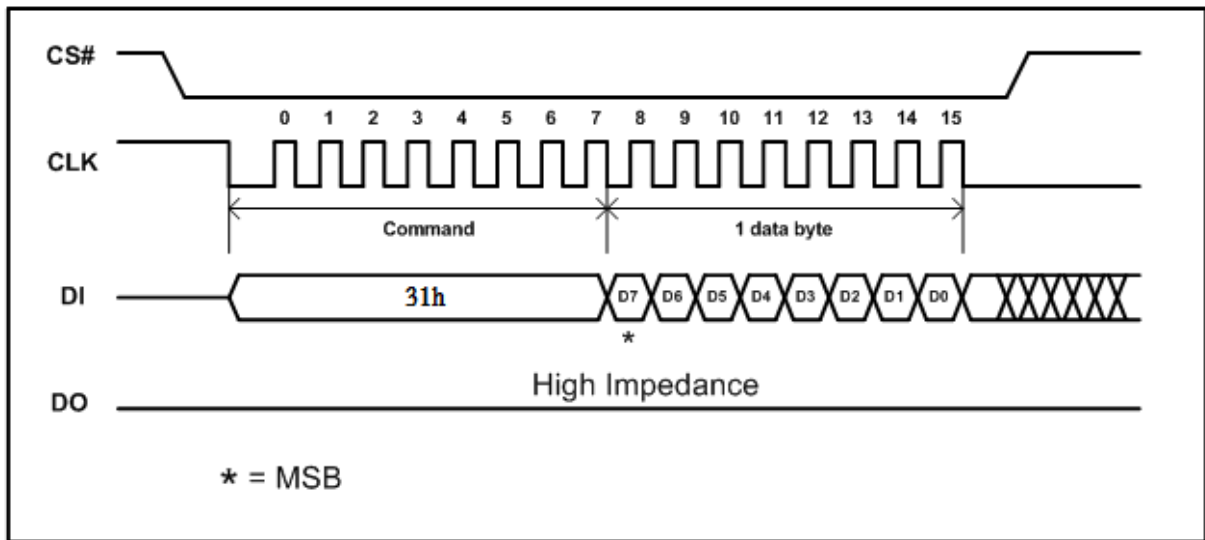 CS#
0 1 2 3 4 5 6 7 8 9 10 11 12 13 14 15
CLK
Command 1 data byte
DI 31h D7 D6 D5 D4 D3 D2 D1 D0
*
High Impedance
DO
* = MSB